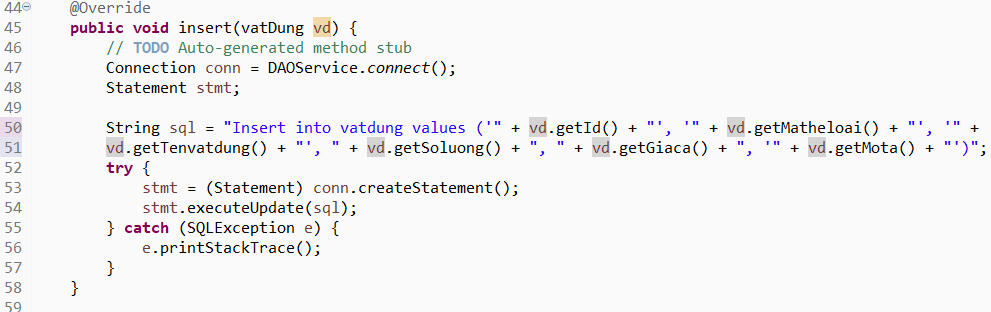 44 @Override
45 public void insert(vatDung vd) {
46 // TODO Auto-generated method stub
47 Connection conn = DAOService.connect();
48 Statement stmt;
49
50 String sql = "Insert into vatdung values ('" + vd.getId() + "', '" + vd.getMatheloai() + "', '" +
51 vd.getTenvatdung() + "', " + vd.getSoluong() + ", " + vd.getGiaca() + ", '" + vd.getMota() + "')";
52 try {
53 stmt = (Statement) conn.createStatement();
54 stmt.executeUpdate(sql);
55 } catch (SQLException e) {
56 e.printStackTrace();
57 }
58 }
59